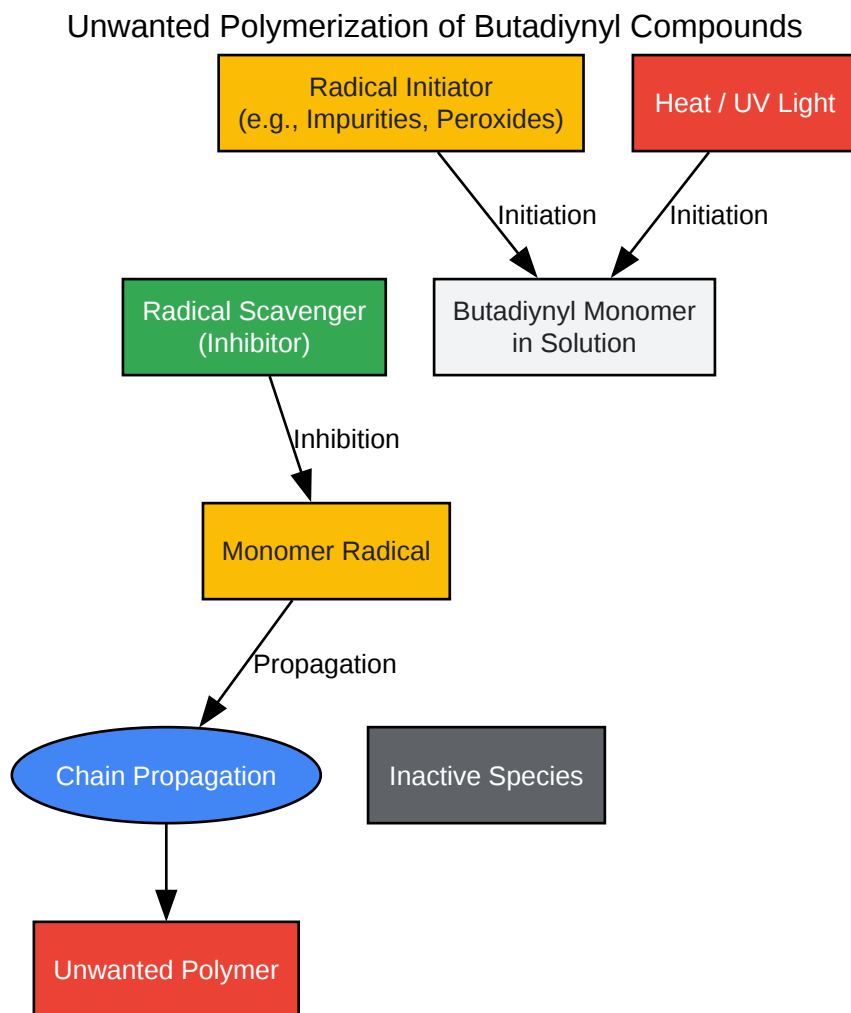 Unwanted Polymerization of Butadiynyl Compounds
Radical Initiator
(e.g., Impurities, Peroxides)
Heat / UV Light
Initiation
Initiation
Radical Scavenger
(Inhibitor)
Butadiynyl Monomer
in Solution
Inhibition
Monomer Radical
Propagation
Chain Propagation
Inactive Species
Unwanted Polymer